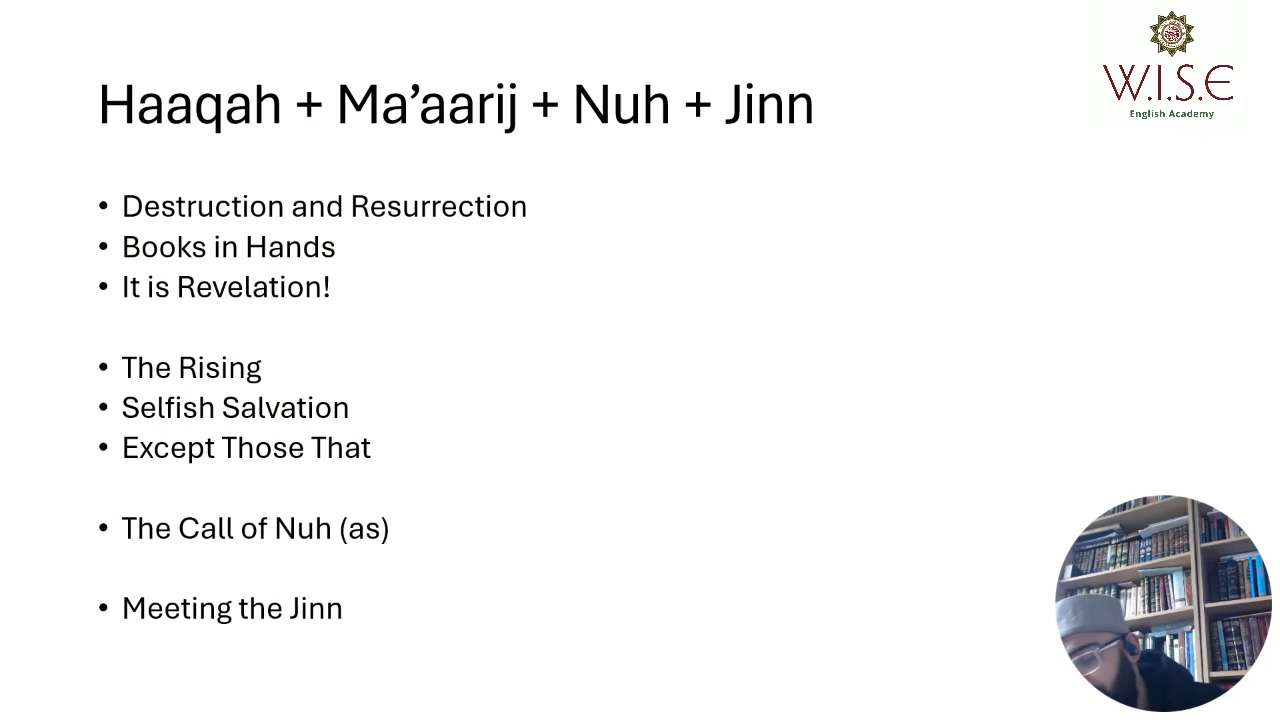 Haaqah + Ma’aarij + Nuh + Jinn
W.I.S.E
English Academy
• Destruction and Resurrection
• Books in Hands
• It is Revelation!
• The Rising
• Selfish Salvation
• Except Those That
• The Call of Nuh (as)
• Meeting the Jinn